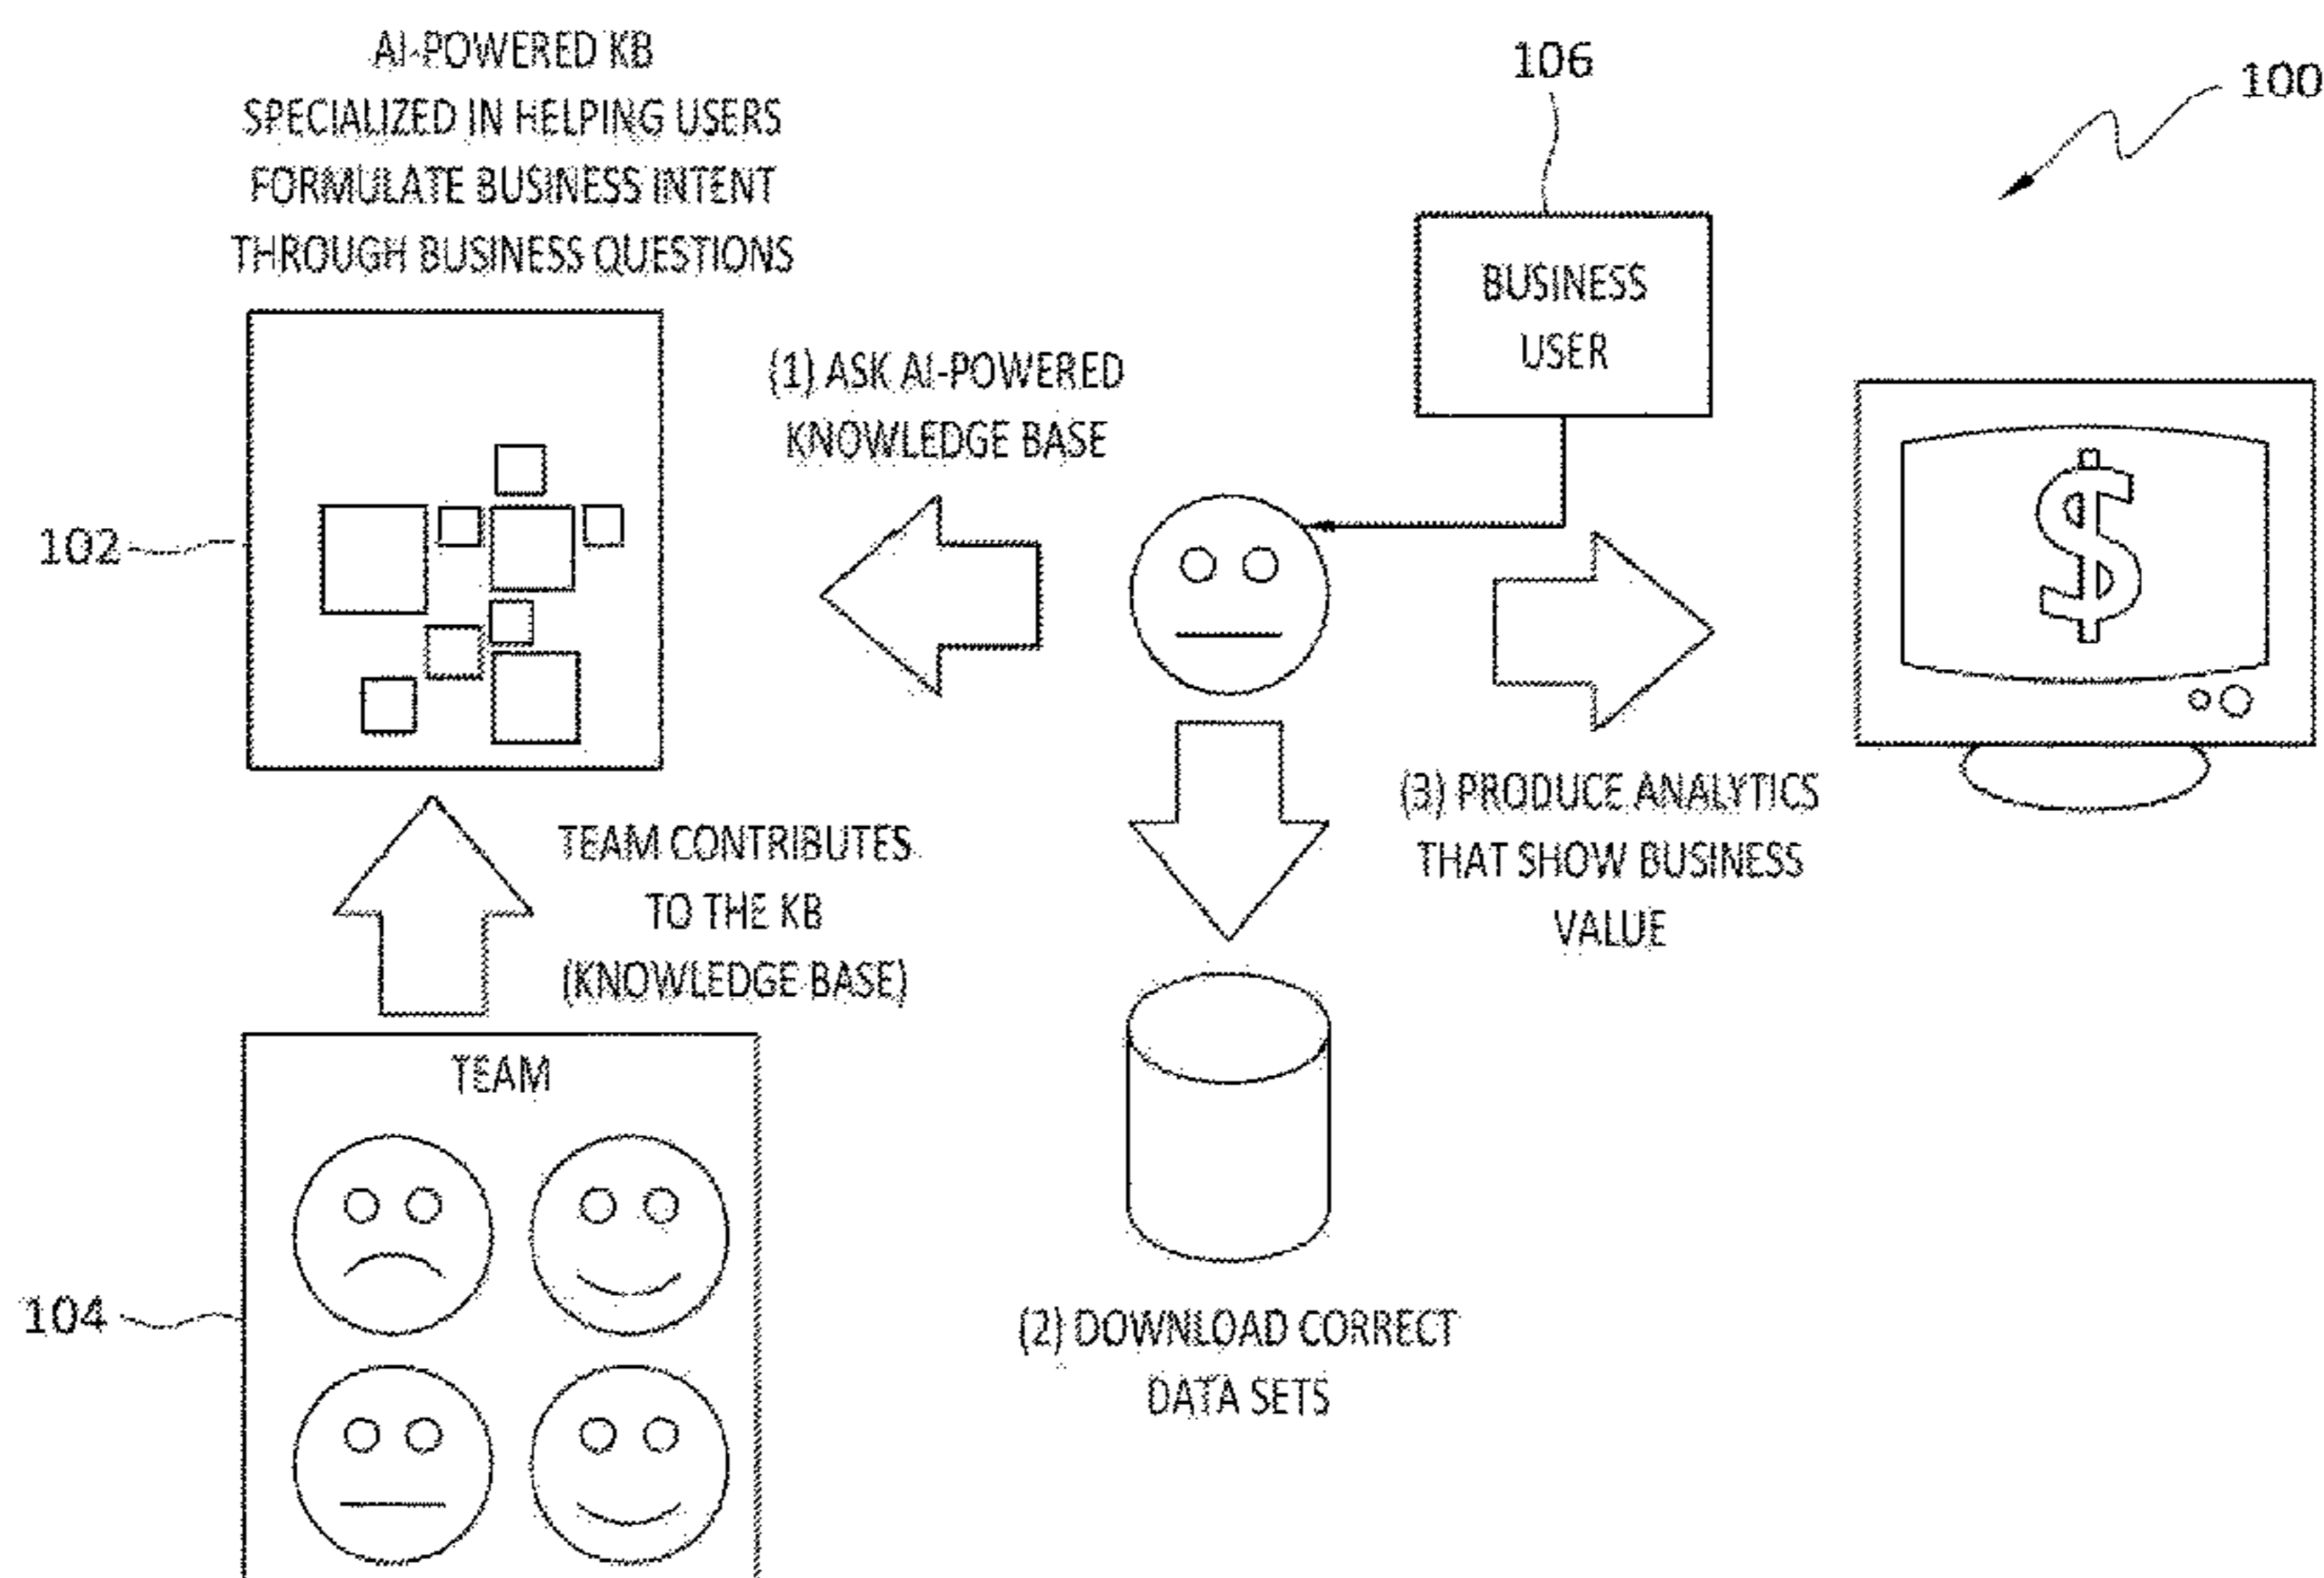 AI-POWERED KB
SPECIALIZED IN HELPING USERS
FORMULATE BUSINESS INTENT
THROUGH BUSINESS QUESTIONS
106
100
BUSINESS
USER
(1) ASK AI-POWERED
KNOWLEDGE BASE
102
$
(3) PRODUCE ANALYTICS
THAT SHOW BUSINESS
VALUE
TEAM CONTRIBUTES
TO THE KB
(KNOWLEDGE BASE)
TEAM
104
(2) DOWNLOAD CORRECT
DATA SETS